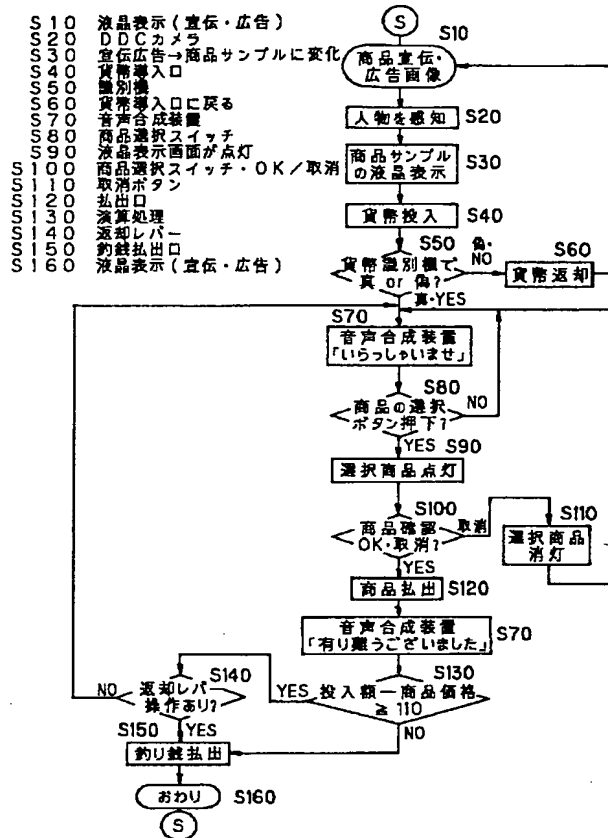 S10 液晶表示(宣伝・広告)
S20 DDCカメラ
S30 宣伝広告→商品サンプルに変化
S40 貨幣導入口
S50 識別機
S60 貨幣導入口に戻る
S70 音声合成装置
S80 商品選択スイッチ
S90 液晶表示画面が点灯
S100 商品選択スイッチ・OK/取消
S110 取消ボタン
S120 払出口
S130 演算処理
S140 返却レバー
S150 釣銭払出口
S160 液晶表示(宣伝・広告)
S
S10
商品宣伝・
広告画像
人物を感知 S20
商品サンプル
の液晶表示
S30
貨幣投入 S40
S50
貨幣識別機で
真or偽?
偽・
NO
S60
貨幣返却
真・YES
S70
音声合成装置
「いらっしゃいませ」
S80
商品の選択
ボタン押下?
NO
YES
S90
選択商品点灯
S100
商品確認
OK・取消?
取消
S110
選択商品
消灯
YES
商品払出 S120
音声合成装置
「有り難うございました」
S70
S130
投入額ー商品価格
≧110
YES
NO
S140
返却レバー
操作あり?
NO
YES
S150
釣り銭払出
おわり S160
S